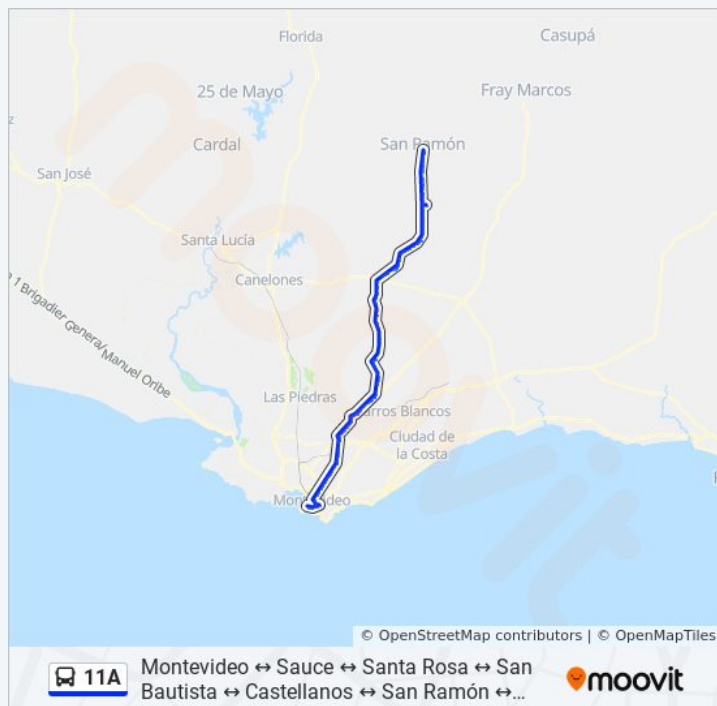 Florida
Casupá
25 de Mayo
Fray Marcos
Cardal
San Ramón
San José
Santa Lucía
Canelones
a 1 Brigadier General Manuel Oribe
Las Piedras
arros Blancos
Ciudad de
la Costa
Montevideo
moovit
© OpenStreetMap contributors | © OpenMapTiles
11A
Montevideo ↔ Sauce ↔ Santa Rosa ↔ San
Bautista ↔ Castellanos ↔ San Ramón ↔...
moovit